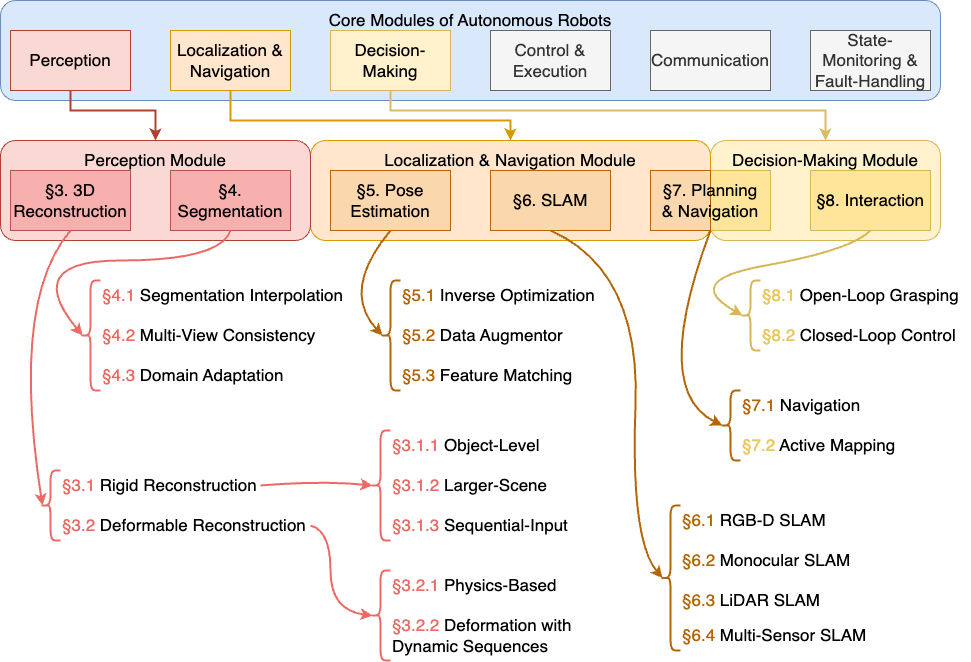 Core Modules of Autonomous Robots
Perception
Localization &
Navigation
Decision-
Making
Control &
Execution
Communication
State-
Monitoring &
Fault-Handling
Perception Module
§3. 3D
Reconstruction
§4.
Segmentation
Localization & Navigation Module
§5. Pose
Estimation
§6. SLAM
§7. Planning
& Navigation
Decision-Making Module
§8. Interaction
§4.1 Segmentation Interpolation
§4.2 Multi-View Consistency
§4.3 Domain Adaptation
§5.1 Inverse Optimization
§5.2 Data Augmentor
§5.3 Feature Matching
§8.1 Open-Loop Grasping
§8.2 Closed-Loop Control
§7.1 Navigation
§7.2 Active Mapping
§3.1 Rigid Reconstruction
§3.2 Deformable Reconstruction
§3.1.1 Object-Level
§3.1.2 Larger-Scene
§3.1.3 Sequential-Input
§3.2.1 Physics-Based
§3.2.2 Deformation with
Dynamic Sequences
§6.1 RGB-D SLAM
§6.2 Monocular SLAM
§6.3 LiDAR SLAM
§6.4 Multi-Sensor SLAM